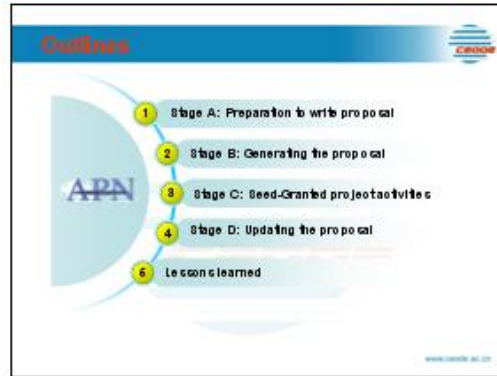 Outlines
CEODE
1 Stage A: Preparation to write proposal
2 Stage B: Generating the proposal
APN
3 Stage C: Seed-Granted project activities
4 Stage D: Updating the proposal
5 Lessons learned
www.ceode.ac.cn